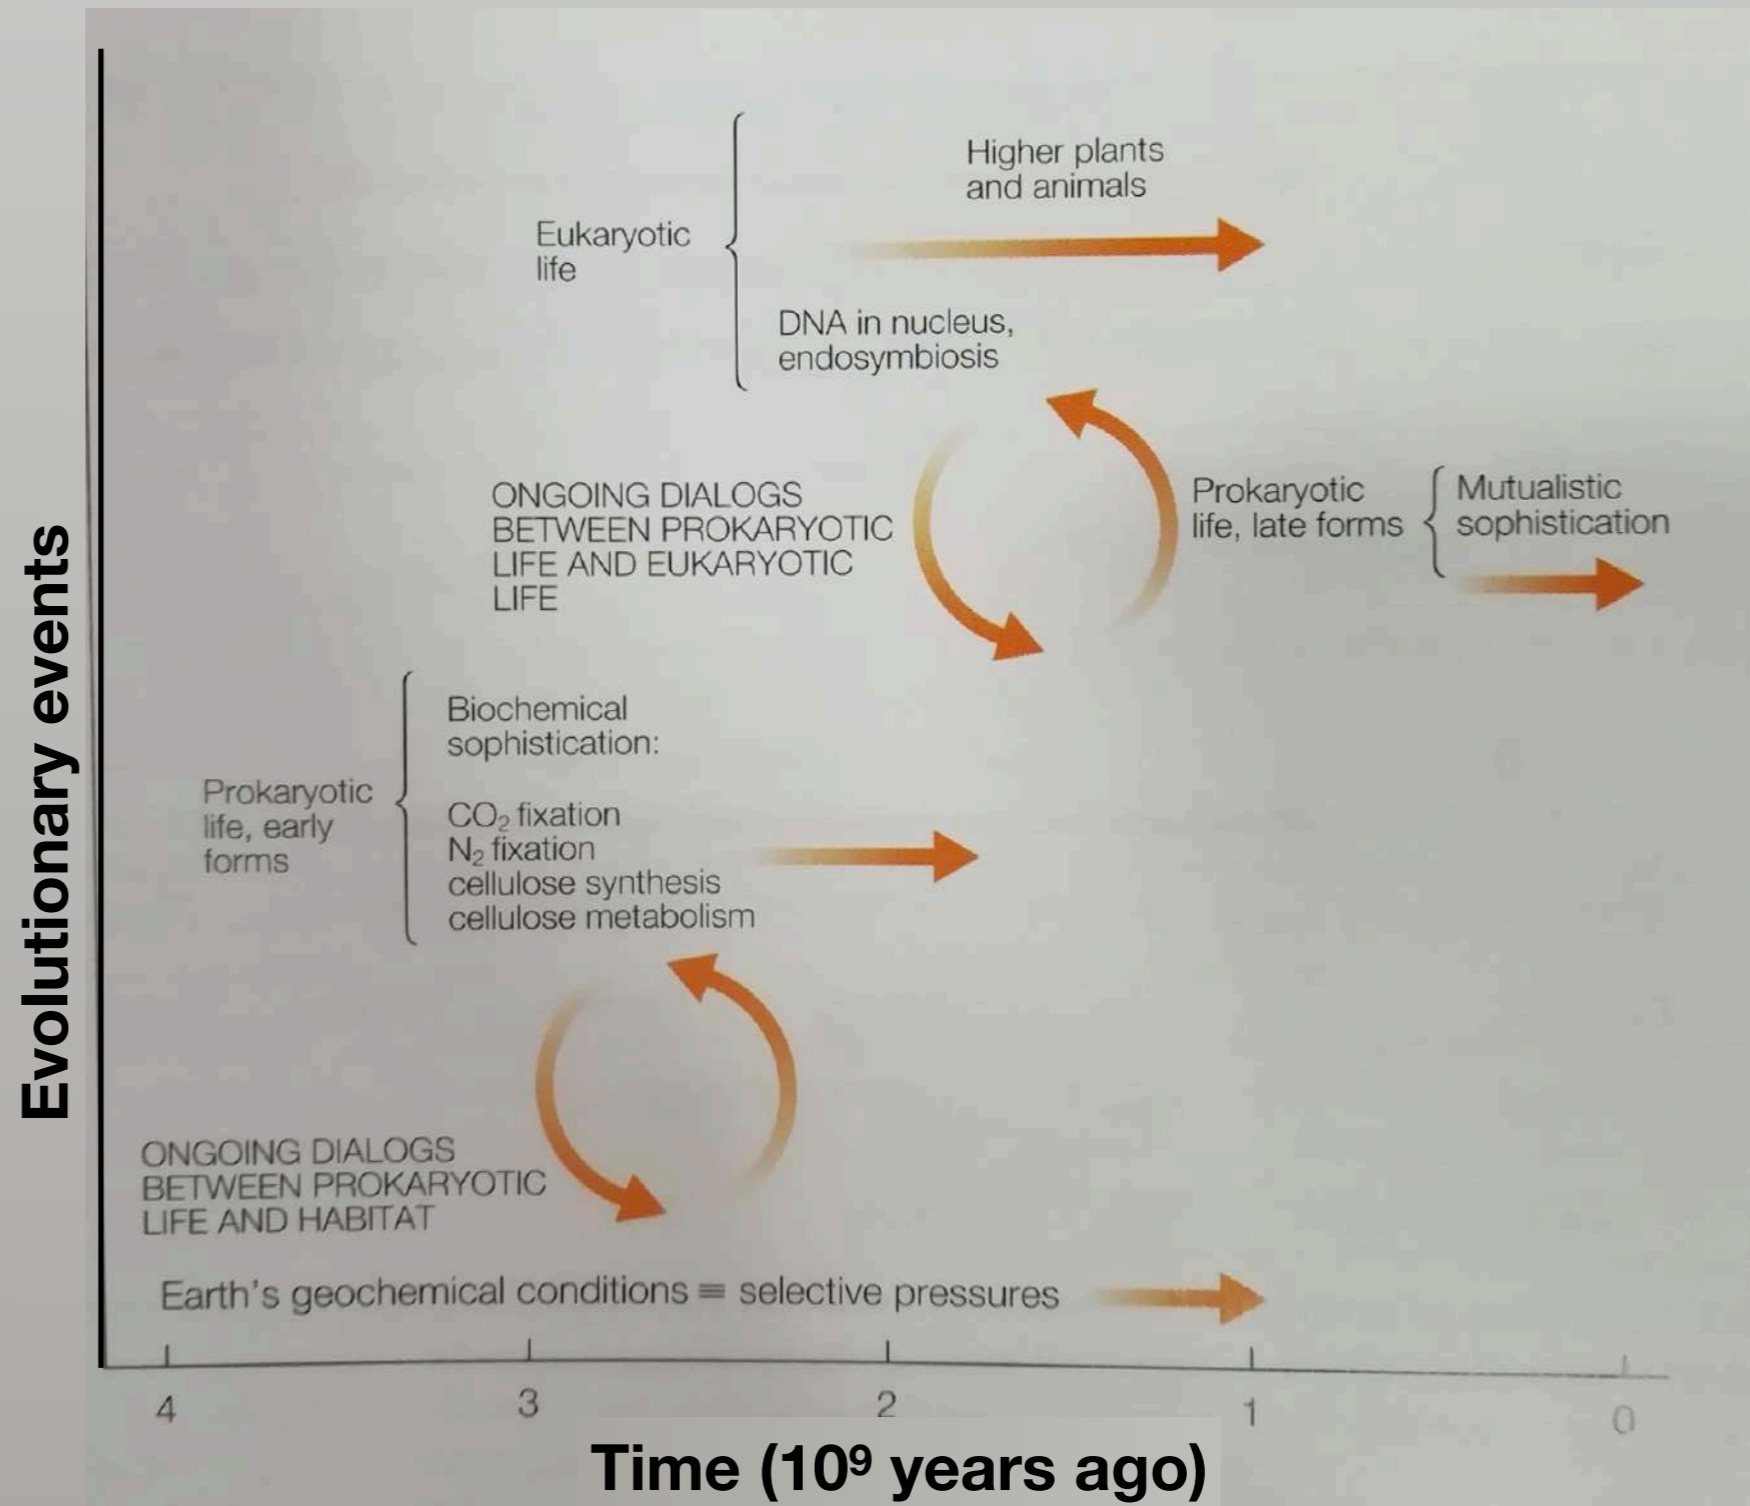 Higher plants
and animals
Eukaryotic
life
DNA in nucleus,
endosymbiosis
ONGOING DIALOGS
BETWEEN PROKARYOTIC
LIFE AND EUKARYOTIC
LIFE
Prokaryotic
life, late forms
Mutualistic
sophistication
Biochemical
sophistication:
Prokaryotic
life, early
forms
CO₂ fixation
N₂ fixation
cellulose synthesis
cellulose metabolism
ONGOING DIALOGS
BETWEEN PROKARYOTIC
LIFE AND HABITAT
Earth's geochemical conditions ≡ selective pressures
4 3 2 1 0
Time (10⁹ years ago)
Evolutionary events